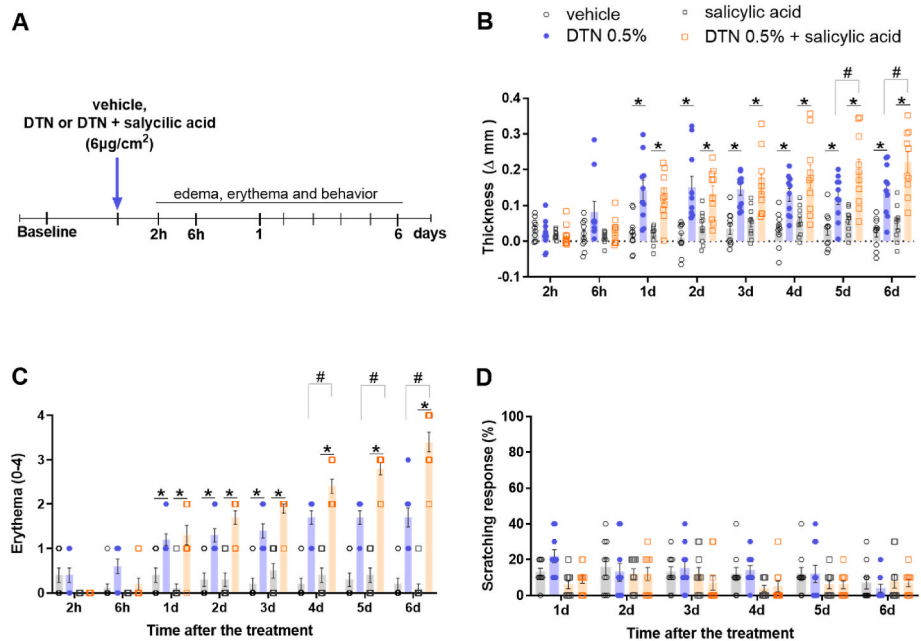 A
vehicle,
DTN or DTN + salycilic acid
(6µg/cm²)
edema, erythema and behavior
Baseline 2h 6h 1 6 days
B
vehicle salicylic acid
DTN 0.5% DTN 0.5% + salicylic acid
# #
* * * * * * * * * * * *
0.4
0.3
0.2
0.1
0.0
-0.1
Thickness (Δ mm)
2h 6h 1d 2d 3d 4d 5d 6d
C
# # #
* * * * * * * * *
4
3
2
1
0
Erythema (0-4)
2h 6h 1d 2d 3d 4d 5d 6d
Time after the treatment
D
100
80
60
40
20
0
Scratching response (%)
1d 2d 3d 4d 5d 6d
Time after the treatment